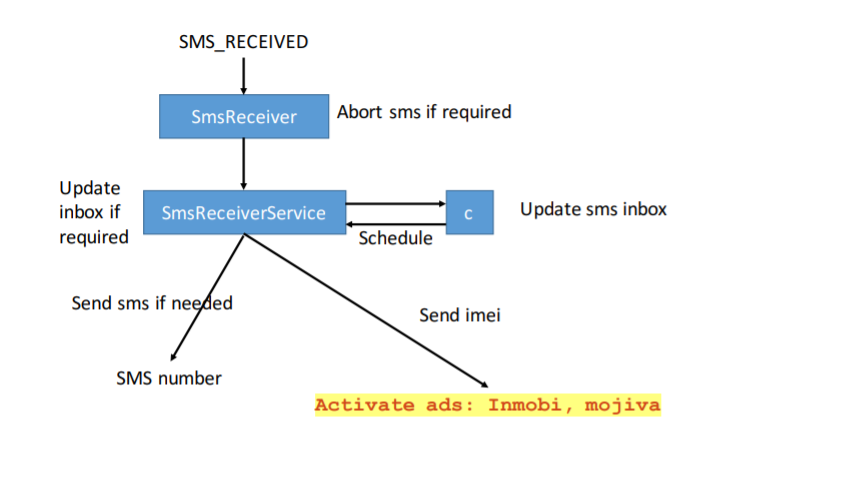 SMS_RECEIVED
SmsReceiver
Abort sms if required
Update
inbox if
required
SmsReceiverService
c
Update sms inbox
Schedule
Send sms if needed
Send imei
SMS number
Activate ads: Inmobi, mojiva